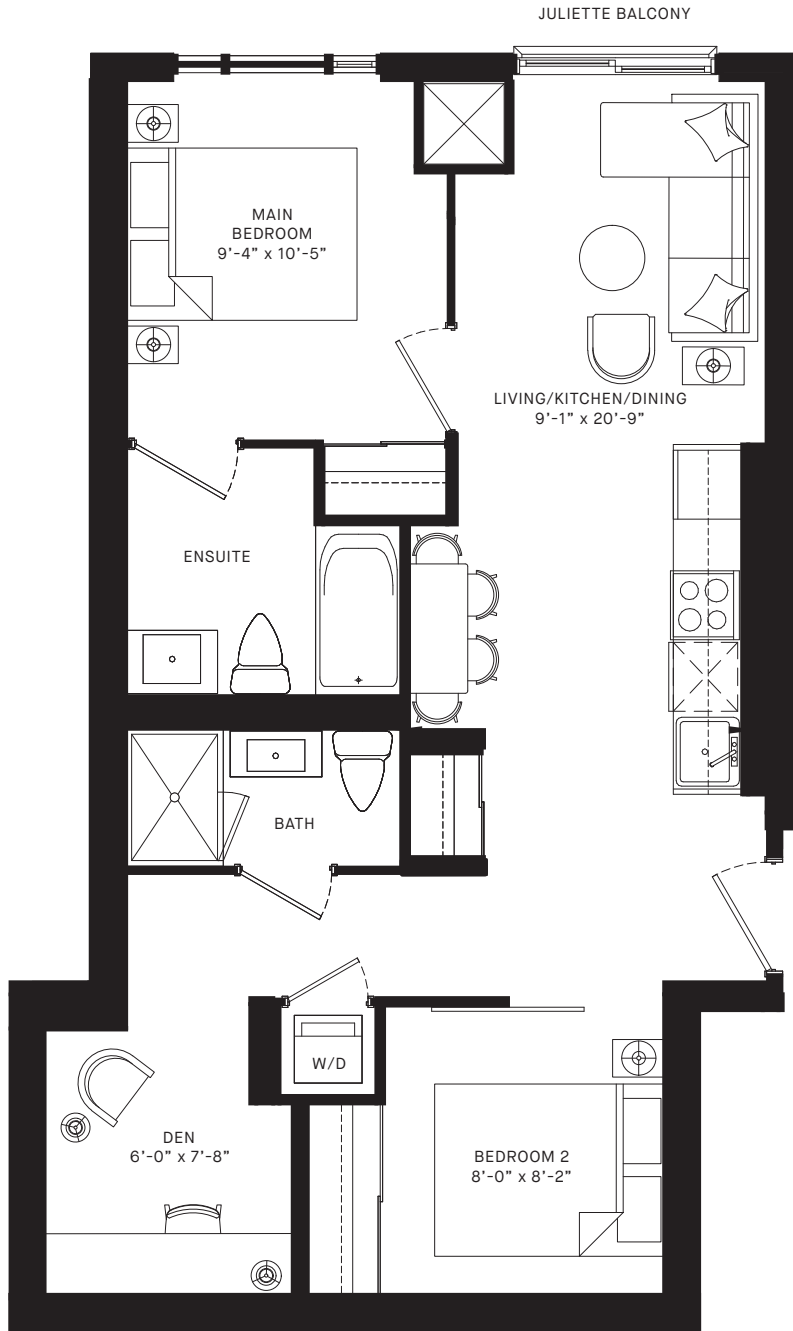 JULIETTE BALCONY
MAIN
BEDROOM
9’-4” x 10’-5”
LIVING/KITCHEN/DINING
9’-1” x 20’-9”
ENSUITE
BATH
W/D
DEN
6’-0” x 7’-8”
BEDROOM 2
8’-0” x 8’-2”